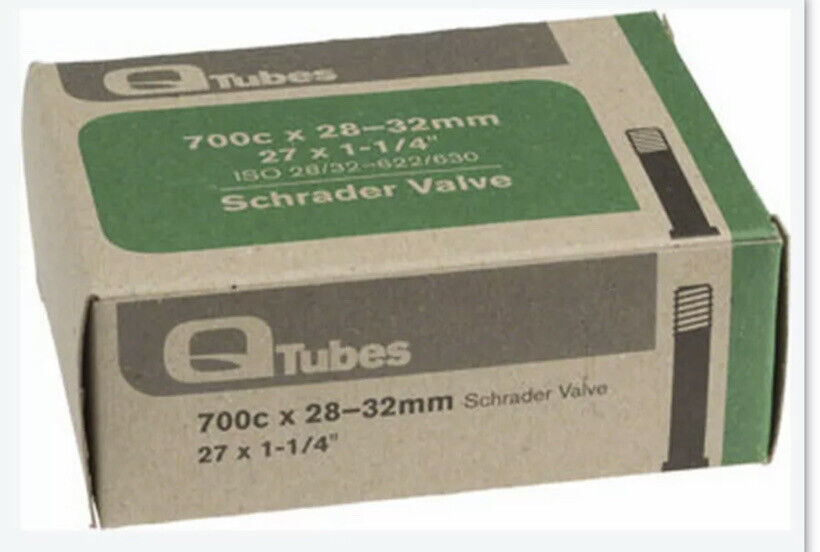 Q Tubes
700c x 28–32mm
27 x 1-1/4"
ISO 28/32-622/630
Schrader Valve
Q Tubes
700c x 28–32mm Schrader Valve
27 x 1-1/4"